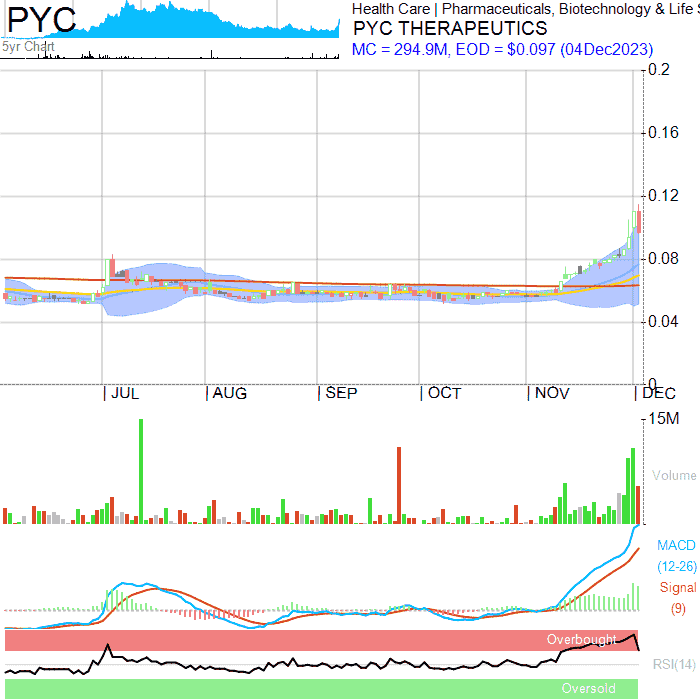 PYC
5yr Chart
Health Care | Pharmaceuticals, Biotechnology & Life S
PYC THERAPEUTICS
MC = 294.9M, EOD = $0.097 (04Dec2023)
0.2
0.16
0.12
0.08
0.04
0
JUL AUG SEP OCT NOV DEC
15M
Volume
MACD
(12-26)
Signal
(9)
Overbought
RSI(14)
Oversold